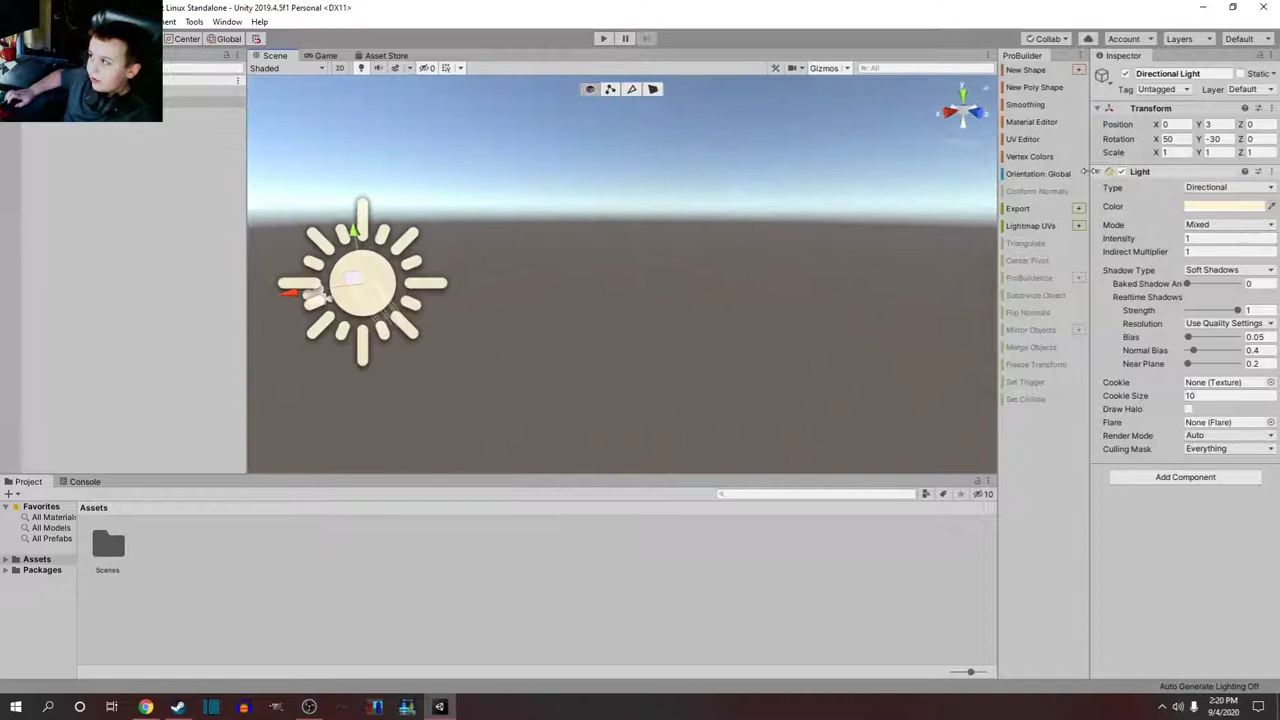 Linux Standalone - Unity 2019.4.5f1 Personal <DX11>
Tools Window Help
Center Global Collab Account Layers Default
Scene Game Asset Store
Shaded 2D 0 Gizmos All
ProBuilder
New Shape +
New Poly Shape
Smoothing
Material Editor
UV Editor
Vertex Colors
Orientation: Global
Conform Normals
Export +
Lightmap UVs +
Triangulate
Center Pivot
ProBuilderize +
Subdivide Object
Flip Normals
Mirror Objects +
Merge Objects
Freeze Transform
Set Trigger
Set Collider
Inspector
Directional Light Static
Tag Untagged Layer Default
Transform
Position X 0 Y 3 Z 0
Rotation X 50 Y -30 Z 0
Scale X 1 Y 1 Z 1
Light
Type Directional
Color
Mode Mixed
Intensity 1
Indirect Multiplier 1
Shadow Type Soft Shadows
Baked Shadow An 0
Realtime Shadows
Strength 1
Resolution Use Quality Settings
Bias 0.05
Normal Bias 0.4
Near Plane 0.2
Cookie None (Texture)
Cookie Size 10
Draw Halo
Flare None (Flare)
Render Mode Auto
Culling Mask Everything
Add Component
Project Console
+ 10
Favorites
All Materials
All Models
All Prefabs
Assets
Packages
Assets
Scenes
Auto Generate Lighting Off
2:20 PM
9/4/2020